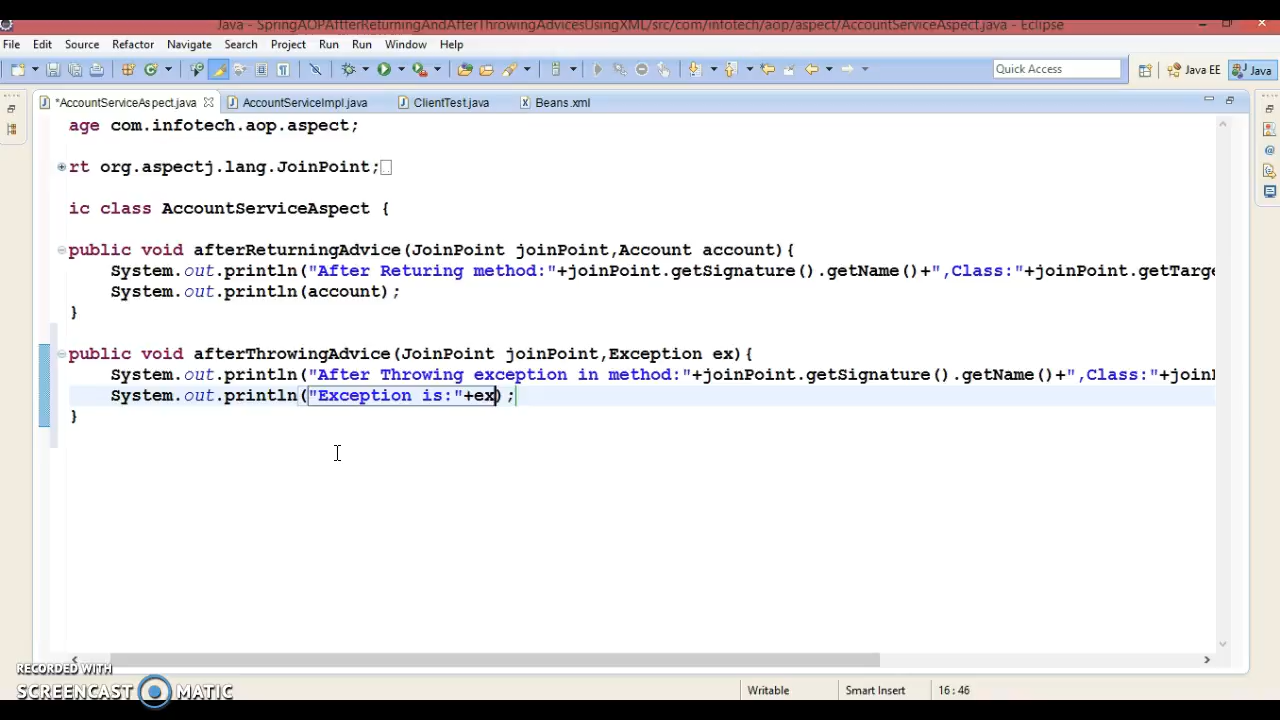 Java - SpringAOPAftterReturningAndAfterThrowingAdvicesUsingXML/src/com/infotech/aop/aspect/AccountServiceAspect.java - Eclipse
File Edit Source Refactor Navigate Search Project Run Run Window Help
Quick Access Java EE Java
*AccountServiceAspect.java AccountServiceImpl.java ClientTest.java Beans.xml
age com.infotech.aop.aspect;
rt org.aspectj.lang.JoinPoint;
ic class AccountServiceAspect {
public void afterReturningAdvice(JoinPoint joinPoint,Account account){
System.out.println("After Returing method:"+joinPoint.getSignature().getName()+",Class:"+joinPoint.getTarge
System.out.println(account);
}
public void afterThrowingAdvice(JoinPoint joinPoint,Exception ex){
System.out.println("After Throwing exception in method:"+joinPoint.getSignature().getName()+",Class:"+joinP
System.out.println("Exception is:"+ex);
}
RECORDED WITH
SCREENCAST MATIC
Writable Smart Insert 16 : 46